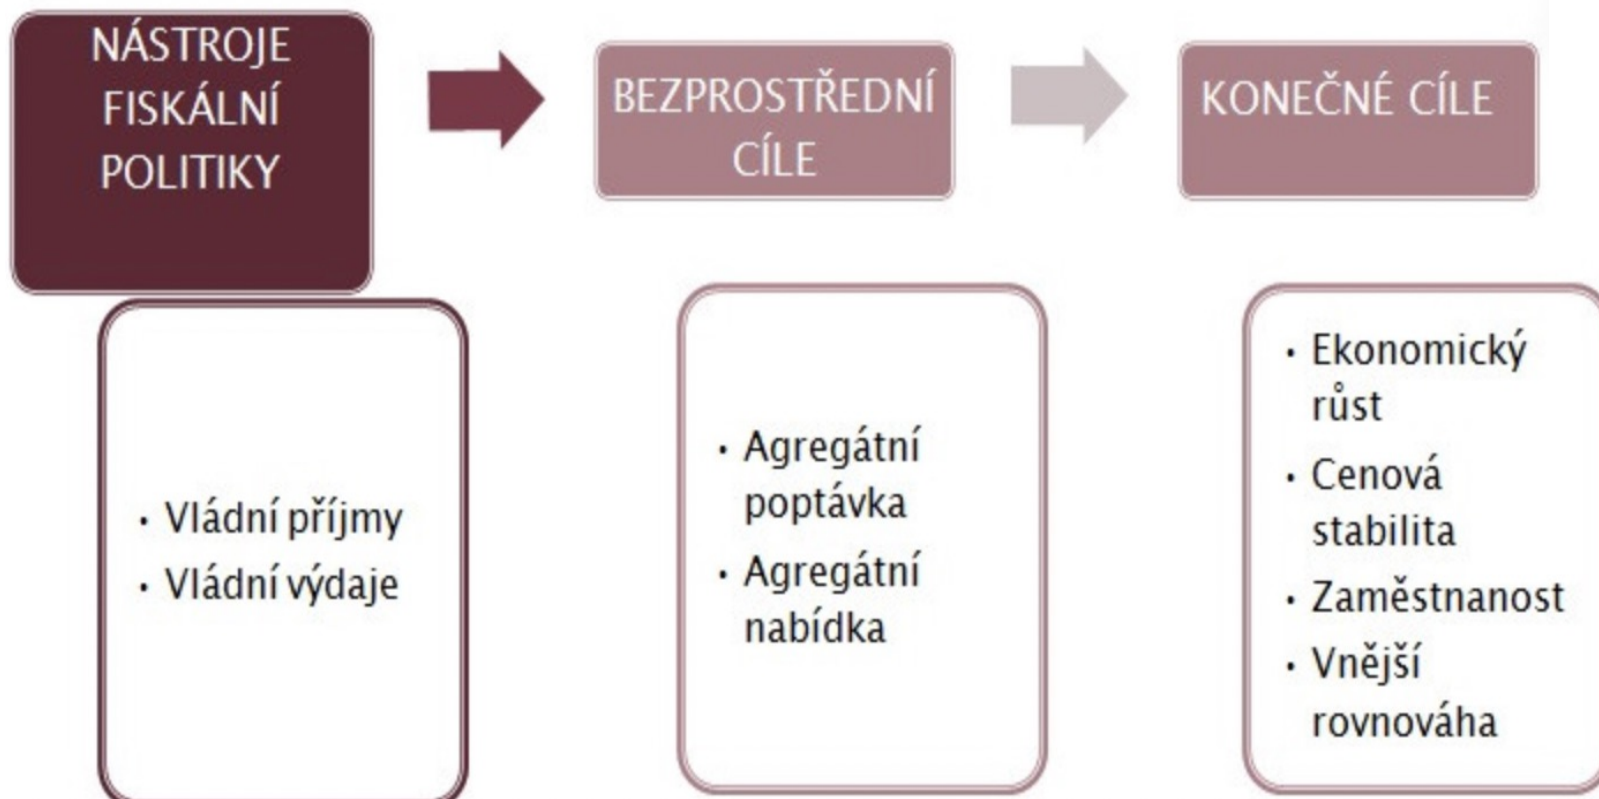 NÁSTROJE
FISKÁLNÍ
POLITIKY
BEZPROSTŘEDNÍ
CÍLE
KONEČNÉ CÍLE
• Vládní příjmy
• Vládní výdaje
• Agregátní
poptávka
• Agregátní
nabídka
• Ekonomický
růst
• Cenová
stabilita
• Zaměstnanost
• Vnější
rovnováha